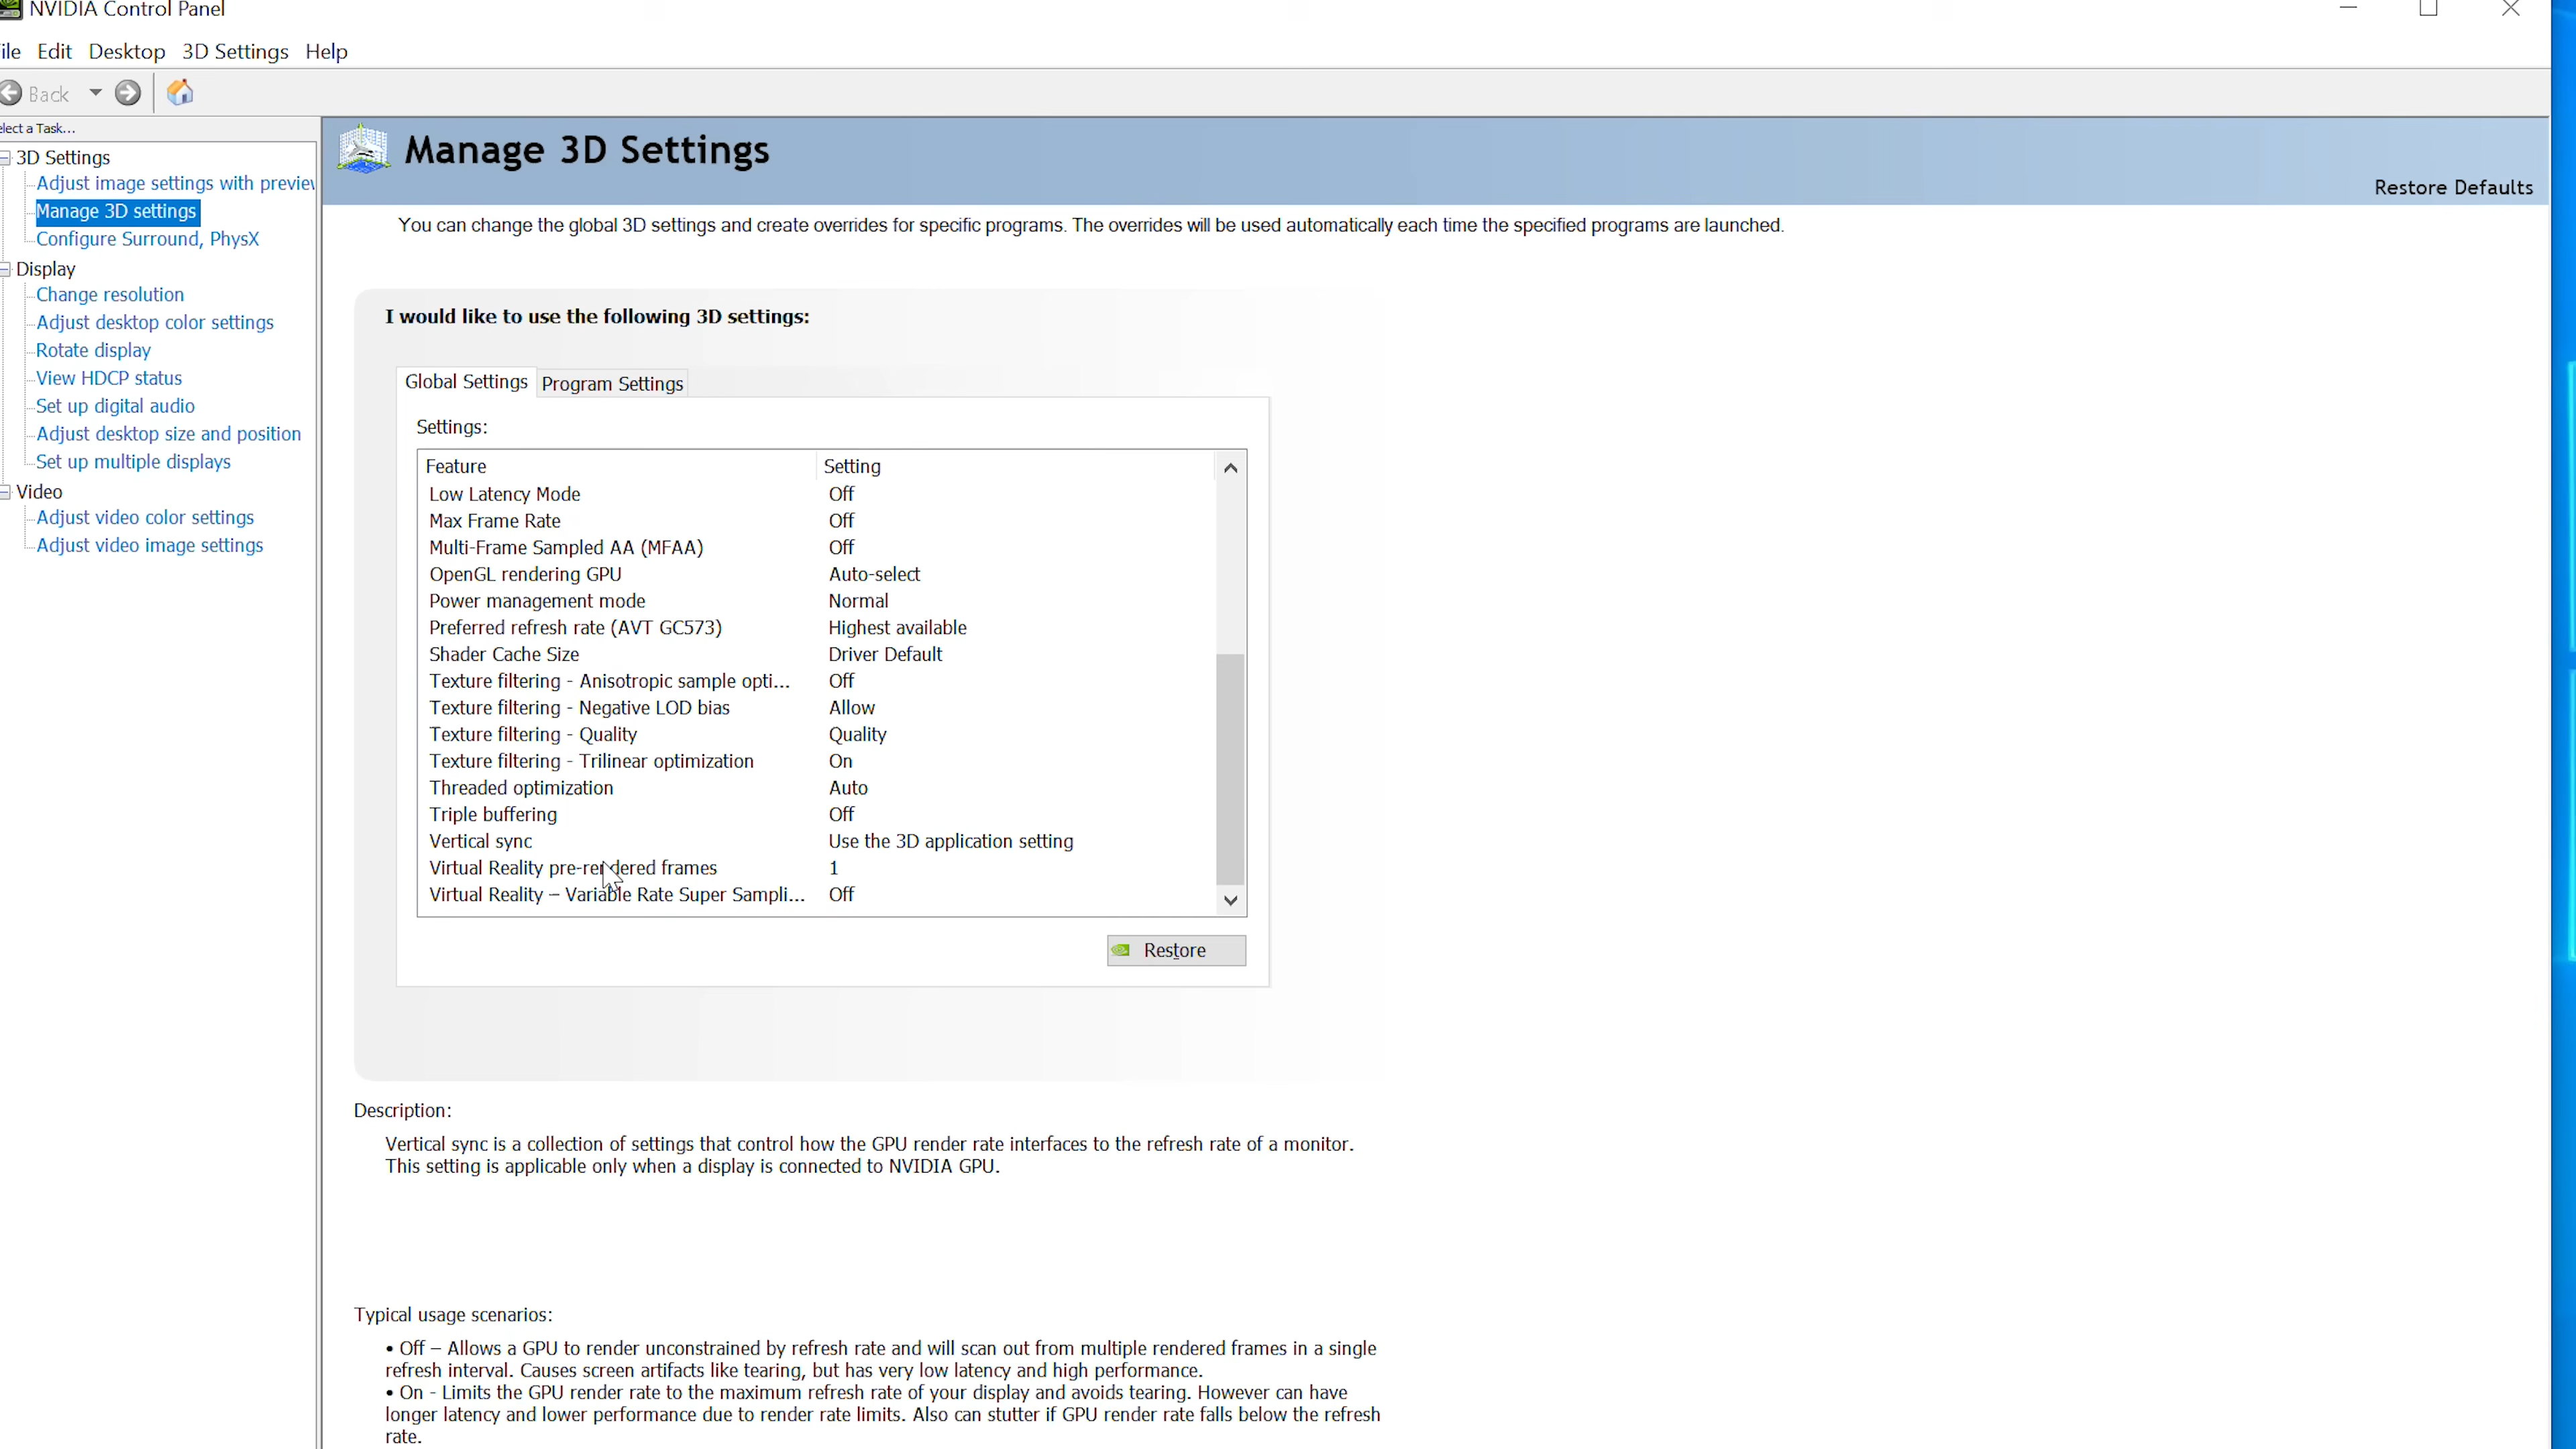 NVIDIA Control Panel
ile Edit Desktop 3D Settings Help
Back
elect a Task...
3D Settings
Adjust image settings with preview
Manage 3D settings
Configure Surround, PhysX
Display
Change resolution
Adjust desktop color settings
Rotate display
View HDCP status
Set up digital audio
Adjust desktop size and position
Set up multiple displays
Video
Adjust video color settings
Adjust video image settings
Manage 3D Settings
Restore Defaults
You can change the global 3D settings and create overrides for specific programs. The overrides will be used automatically each time the specified programs are launched.
I would like to use the following 3D settings:
Global Settings Program Settings
Settings:
Feature Setting
Low Latency Mode Off
Max Frame Rate Off
Multi-Frame Sampled AA (MFAA) Off
OpenGL rendering GPU Auto-select
Power management mode Normal
Preferred refresh rate (AVT GC573) Highest available
Shader Cache Size Driver Default
Texture filtering - Anisotropic sample opti... Off
Texture filtering - Negative LOD bias Allow
Texture filtering - Quality Quality
Texture filtering - Trilinear optimization On
Threaded optimization Auto
Triple buffering Off
Vertical sync Use the 3D application setting
Virtual Reality pre-rendered frames 1
Virtual Reality – Variable Rate Super Sampli... Off
Restore
Description:
Vertical sync is a collection of settings that control how the GPU render rate interfaces to the refresh rate of a monitor.
This setting is applicable only when a display is connected to NVIDIA GPU.
Typical usage scenarios:
• Off – Allows a GPU to render unconstrained by refresh rate and will scan out from multiple rendered frames in a single
refresh interval. Causes screen artifacts like tearing, but has very low latency and high performance.
• On - Limits the GPU render rate to the maximum refresh rate of your display and avoids tearing. However can have
longer latency and lower performance due to render rate limits. Also can stutter if GPU render rate falls below the refresh
rate.